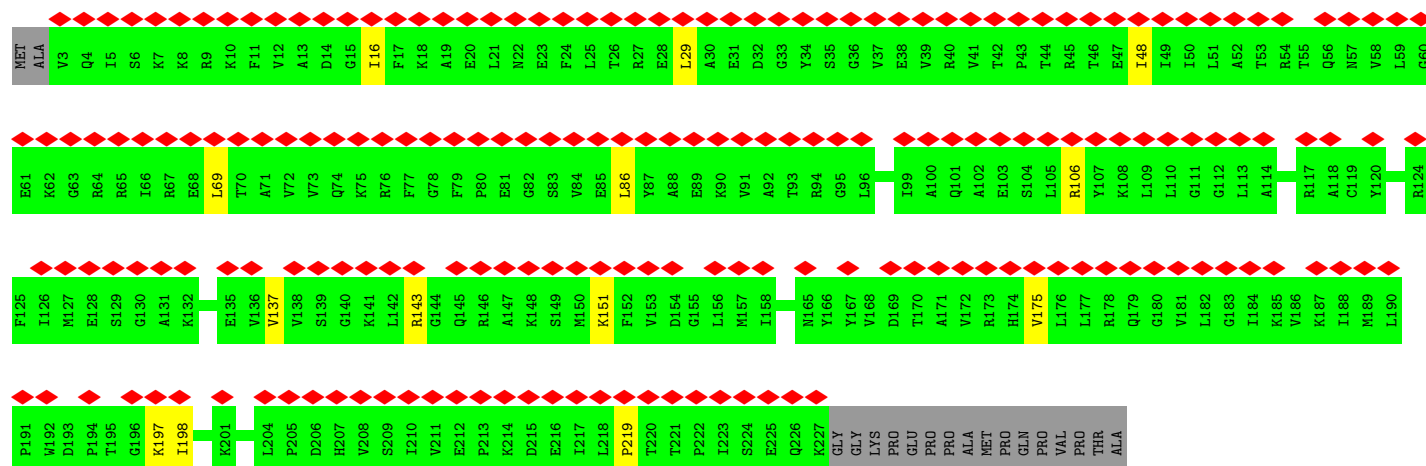 MET ALA V3 Q4 I5 S6 K7 K8 R9 K10 F11 V12 A13 D14 G15 I16 F17 K18 A19 E20 L21 N22 E23 F24 L25 T26 R27 E28 L29 A30 E31 D32 G33 Y34 S35 G36 V37 E38 V39 R40 V41 T42 P43 T44 R45 T46 E47 I48 I49 I50 L51 A52 T53 R54 T55 Q56 N57 V58 L59 G60
E61 K62 G63 R64 R65 I66 R67 E68 L69 T70 A71 V72 V73 Q74 K75 R76 F77 G78 F79 P80 E81 G82 S83 V84 E85 L86 Y87 A88 E89 K90 V91 A92 T93 R94 G95 L96 I99 A100 Q101 A102 E103 S104 L105 R106 Y107 K108 L109 L110 G111 G112 L113 A114 R117 A118 C119 Y120 R124
F125 I126 M127 E128 S129 G130 A131 K132 E135 V136 V137 V138 S139 G140 K141 L142 R143 G144 Q145 R146 A147 K148 S149 M150 K151 F152 V153 D154 G155 L156 M157 I158 N165 Y166 Y167 V168 D169 T170 A171 V172 R173 H174 V175 L176 L177 R178 Q179 G180 V181 L182 G183 I184 K185 V186 K187 I188 M189 L190
P191 W192 D193 P194 T195 G196 K197 I198 K201 L204 P205 D206 H207 V208 S209 I210 V211 E212 P213 K214 D215 E216 I217 L218 P219 T220 T221 P222 I223 S224 E225 Q226 K227 GLY GLY LYS PRO GLU PRO PRO ALA MET PRO GLN PRO VAL PRO THR ALA